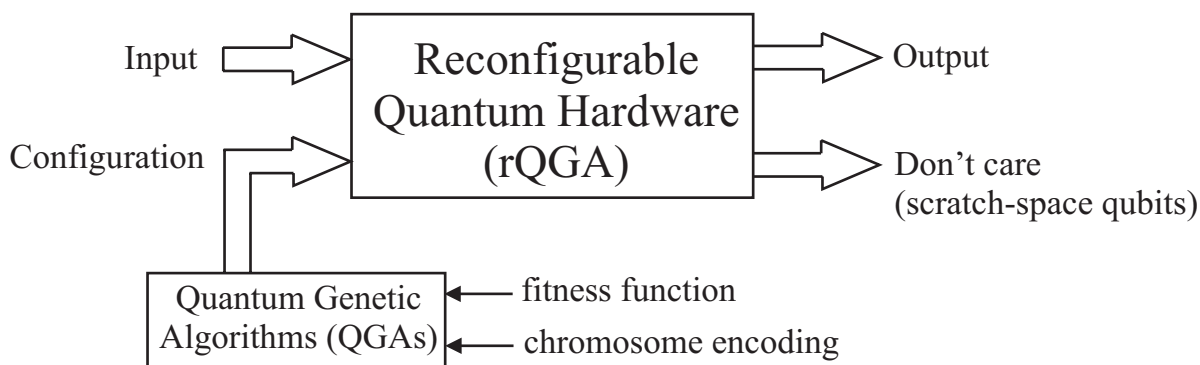 Input
Reconfigurable
Quantum Hardware
(rQGA)
Output
Configuration
Don't care
(scratch-space qubits)
Quantum Genetic
Algorithms (QGAs)
fitness function
chromosome encoding